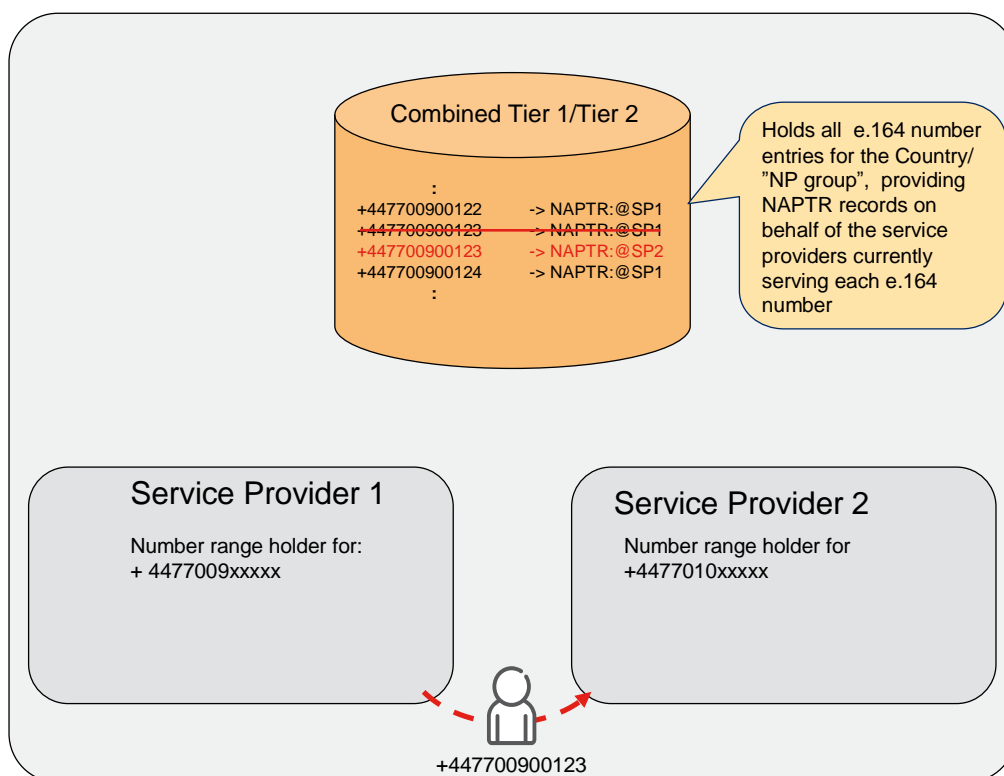 Combined Tier 1/Tier 2
:
+447700900122 -> NAPTR:@SP1
+447700900123 -> NAPTR:@SP1
+447700900123 -> NAPTR:@SP2
+447700900124 -> NAPTR:@SP1
:
Holds all e.164 number
entries for the Country/
”NP group”, providing
NAPTR records on
behalf of the service
providers currently
serving each e.164
number
Service Provider 1
Number range holder for:
+ 4477009xxxxx
Service Provider 2
Number range holder for
+4477010xxxxx
+447700900123